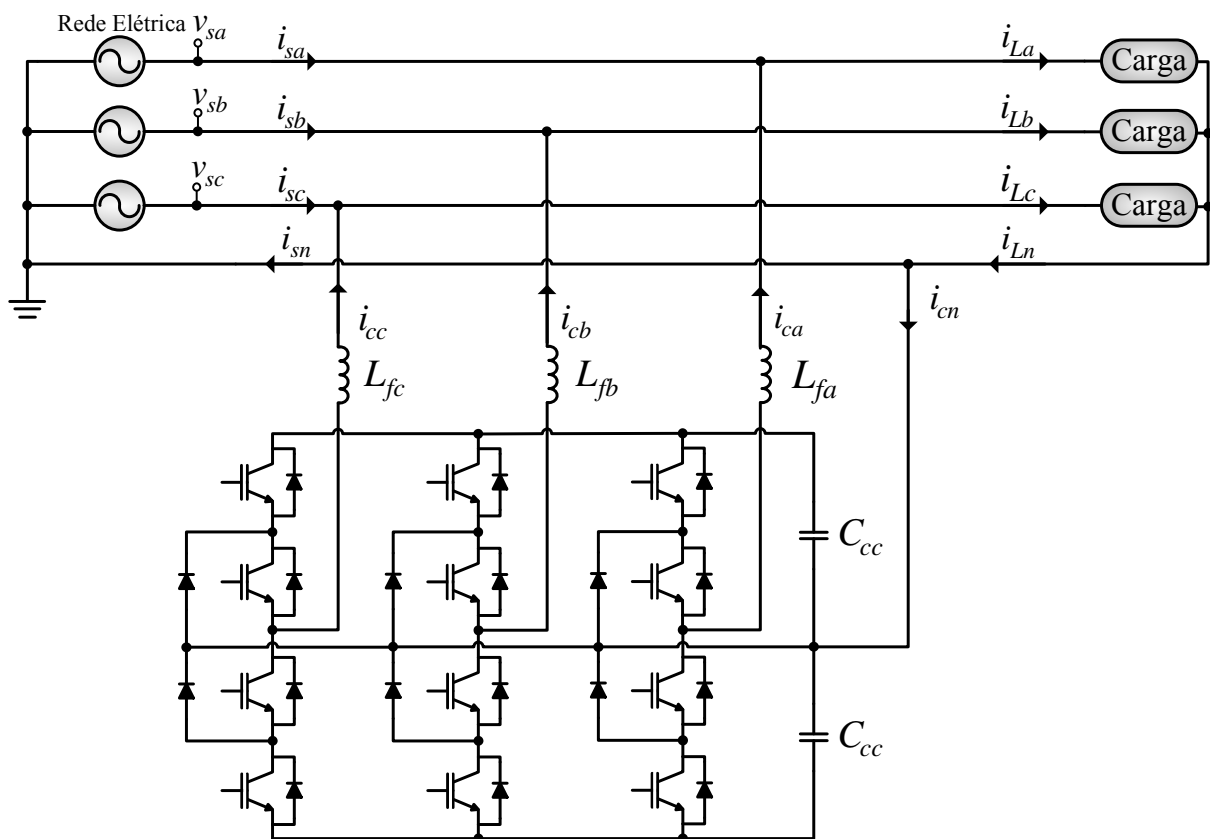 Rede Elétrica
v_sa
i_sa
i_La
Carga
v_sb
i_sb
i_Lb
Carga
v_sc
i_sc
i_Lc
Carga
i_sn
i_Ln
i_cc
i_cb
i_ca
i_cn
L_fc
L_fb
L_fa
C_cc
C_cc